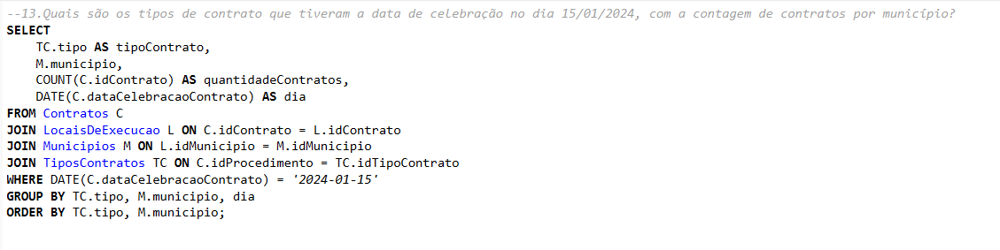 --13.Quais são os tipos de contrato que tiveram a data de celebração no dia 15/01/2024, com a contagem de contratos por município?
SELECT
    TC.tipo AS tipoContrato,
    M.municipio,
    COUNT(C.idContrato) AS quantidadeContratos,
    DATE(C.dataCelebracaoContrato) AS dia
FROM Contratos C
JOIN LocaisDeExecucao L ON C.idContrato = L.idContrato
JOIN Municipios M ON L.idMunicipio = M.idMunicipio
JOIN TiposContratos TC ON C.idProcedimento = TC.idTipoContrato
WHERE DATE(C.dataCelebracaoContrato) = '2024-01-15'
GROUP BY TC.tipo, M.municipio, dia
ORDER BY TC.tipo, M.municipio;